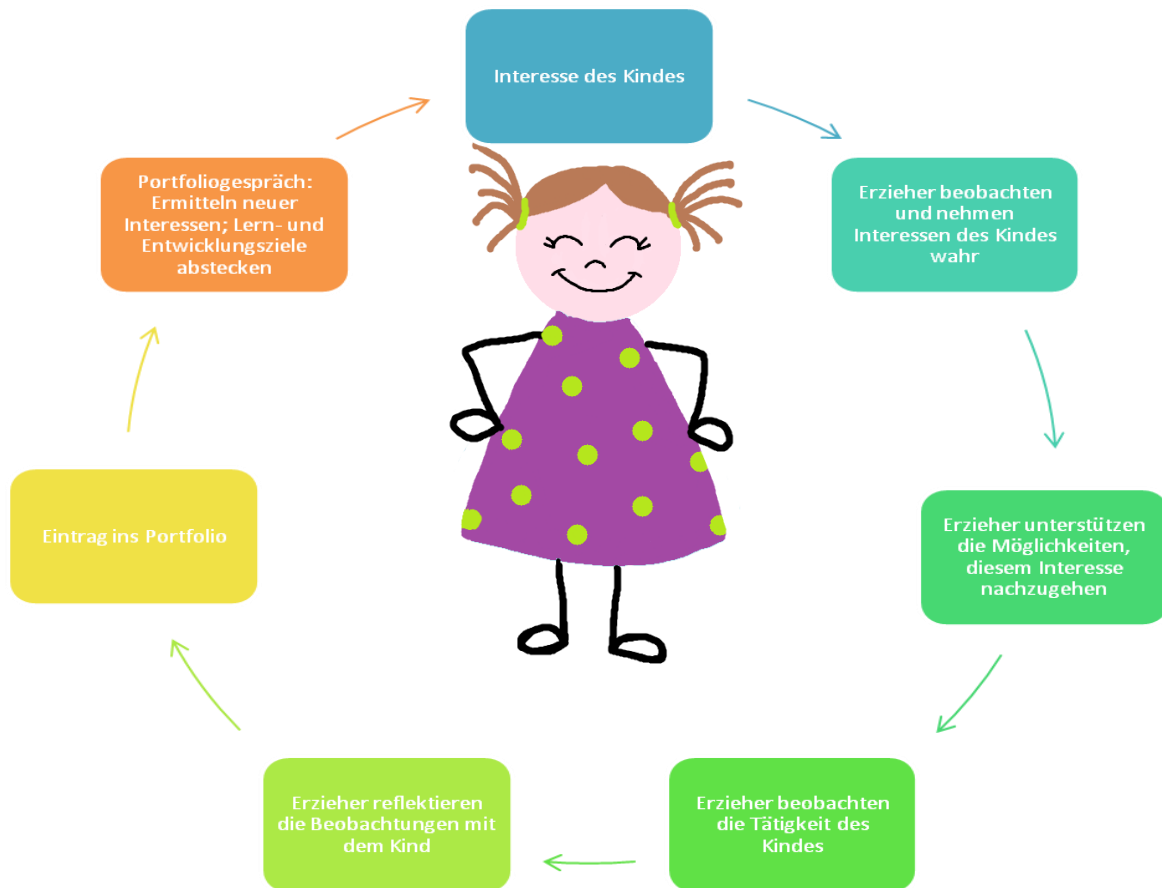 Interesse des Kindes
Erzieher beobachten
und nehmen
Interessen des Kindes
wahr
Erzieher unterstützen
die Möglichkeiten,
diesem Interesse
nachzugehen
Erzieher beobachten
die Tätigkeit des
Kindes
Erzieher reflektieren
die Beobachtungen mit
dem Kind
Eintrag ins Portfolio
Portfoliogespräch:
Ermitteln neuer
Interessen; Lern- und
Entwicklungsziele
abstecken